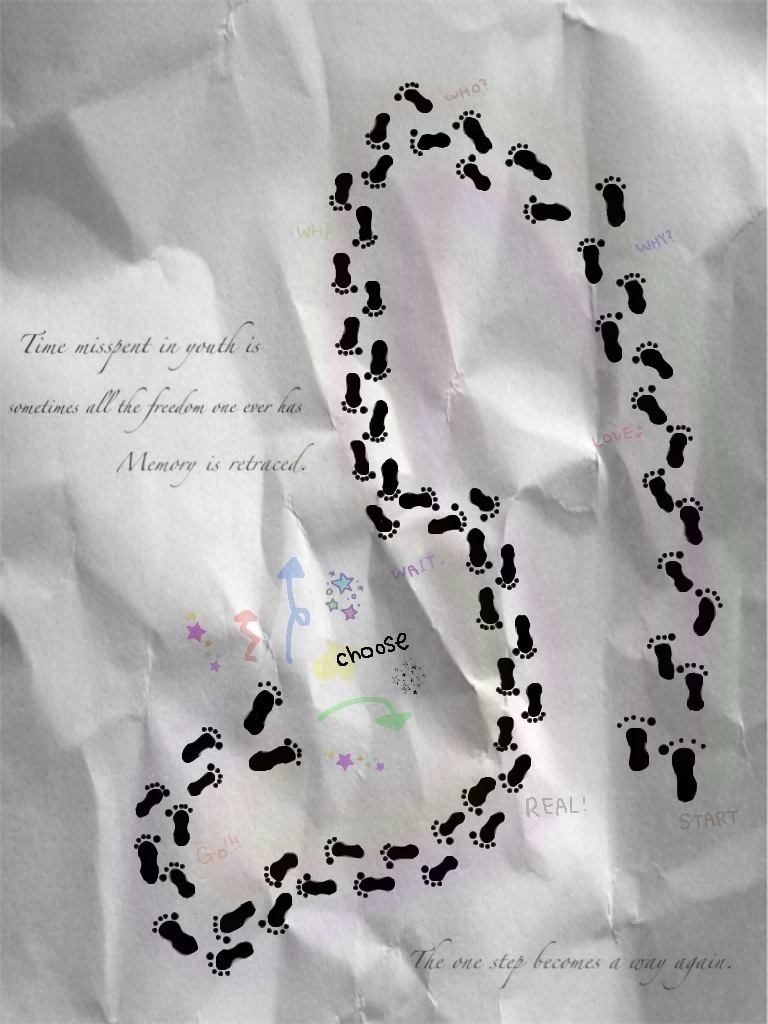 WHO?
WHY?
Time misspent in youth is
sometimes all the freedom one ever has
Memory is retraced.
LOVE
WAIT.
choose
REAL!
START
Go!!!
The one step becomes a way again.